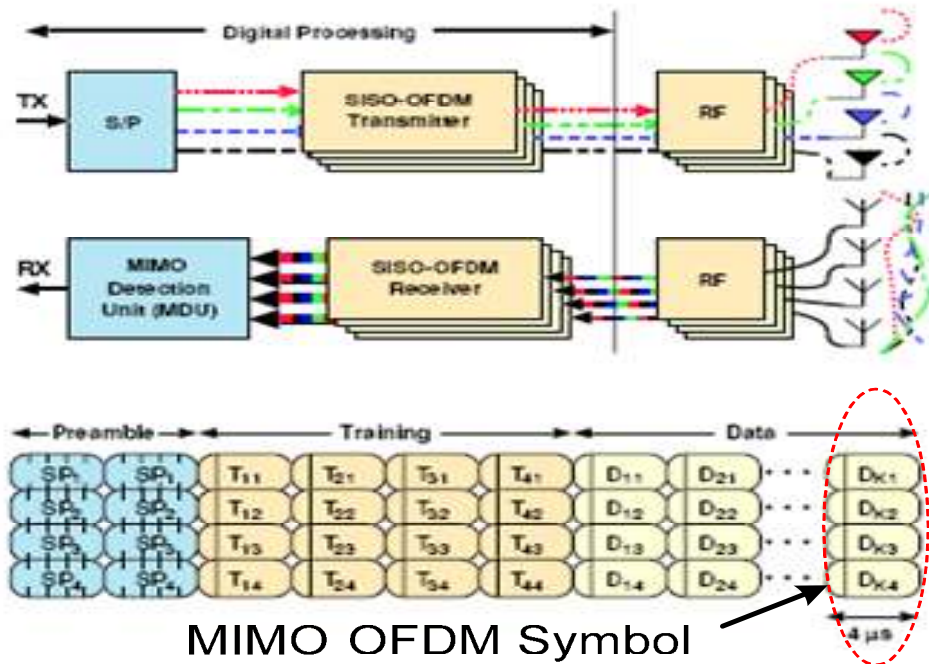 Digital Processing
TX
S/P
SISO-OFDM
Transmitter
RF
RX
MIMO
Detection
Unit (MDU)
SISO-OFDM
Receiver
RF
Preamble Training Data
SP1 SP1 T11 T21 T31 T41 D11 D21 • • • DK1
SP2 SP2 T12 T22 T32 T42 D12 D22 • • • DK2
SP3 SP3 T13 T23 T33 T43 D13 D23 • • • DK3
SP4 SP4 T14 T24 T34 T44 D14 D24 • • • DK4
MIMO OFDM Symbol
4 µs